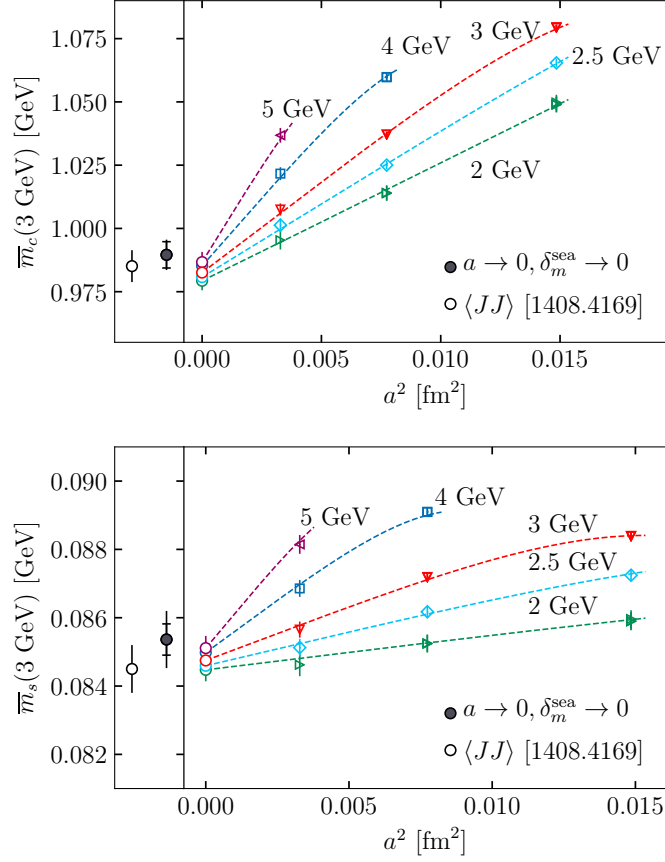 m̅_c(3 GeV) [GeV]
1.075
1.050
1.025
1.000
0.975
5 GeV
4 GeV
3 GeV
2.5 GeV
2 GeV
a → 0, δ_m^sea → 0
⟨JJ⟩ [1408.4169]
0.000 0.005 0.010 0.015
a² [fm²]
m̅_s(3 GeV) [GeV]
0.090
0.088
0.086
0.084
0.082
5 GeV
4 GeV
3 GeV
2.5 GeV
2 GeV
a → 0, δ_m^sea → 0
⟨JJ⟩ [1408.4169]
0.000 0.005 0.010 0.015
a² [fm²]